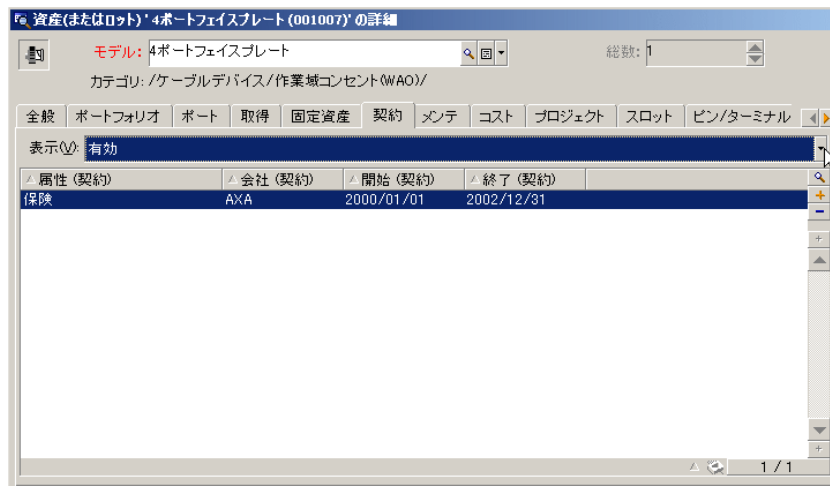 資産(またはロット) '4ポートフェイスプレート (001007)' の詳細
モデル: 4ポートフェイスプレート 総数: 1
カテゴリ: /ケーブルデバイス/作業域コンセント(WAO)/
全般 ポートフォリオ ポート 取得 固定資産 契約 メンテ コスト プロジェクト スロット ピン/ターミナル
表示(V): 有効
属性 (契約) 会社 (契約) 開始 (契約) 終了 (契約)
保険 AXA 2000/01/01 2002/12/31
1 / 1